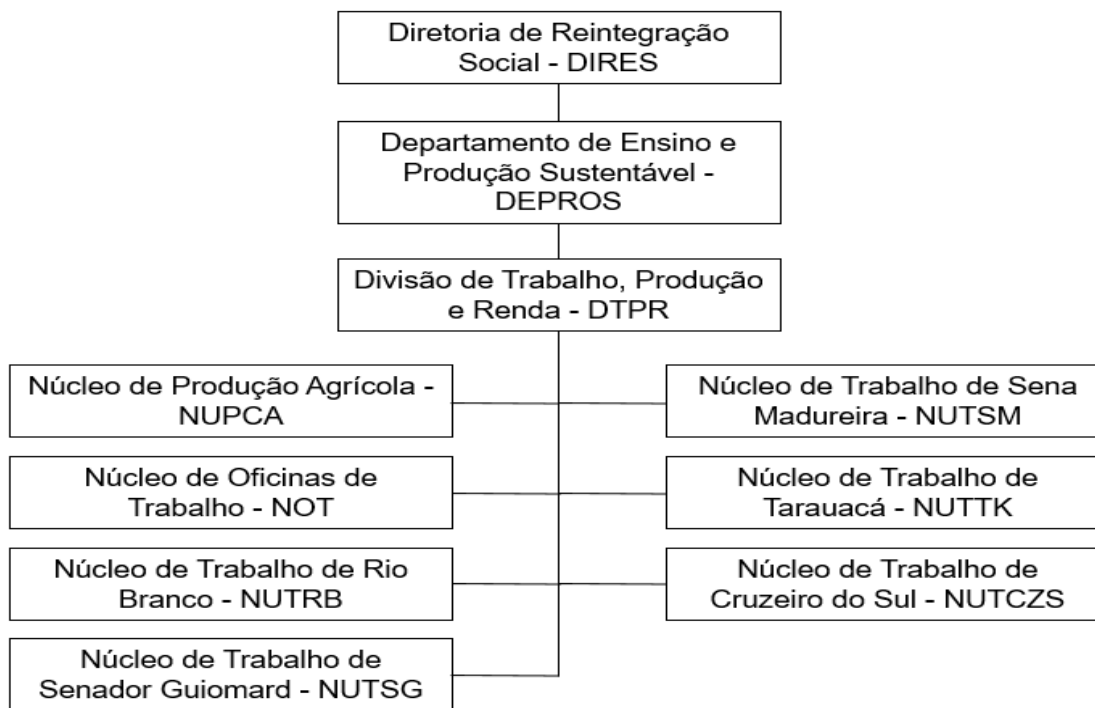 Diretoria de Reintegração
Social - DIRES
Departamento de Ensino e
Produção Sustentável -
DEPROS
Divisão de Trabalho, Produção
e Renda - DTPR
Núcleo de Produção Agrícola -
NUPCA
Núcleo de Trabalho de Sena
Madureira - NUTSM
Núcleo de Oficinas de
Trabalho - NOT
Núcleo de Trabalho de
Tarauacá - NUTTK
Núcleo de Trabalho de Rio
Branco - NUTRB
Núcleo de Trabalho de
Cruzeiro do Sul - NUTCZS
Núcleo de Trabalho de
Senador Guiomard - NUTSG